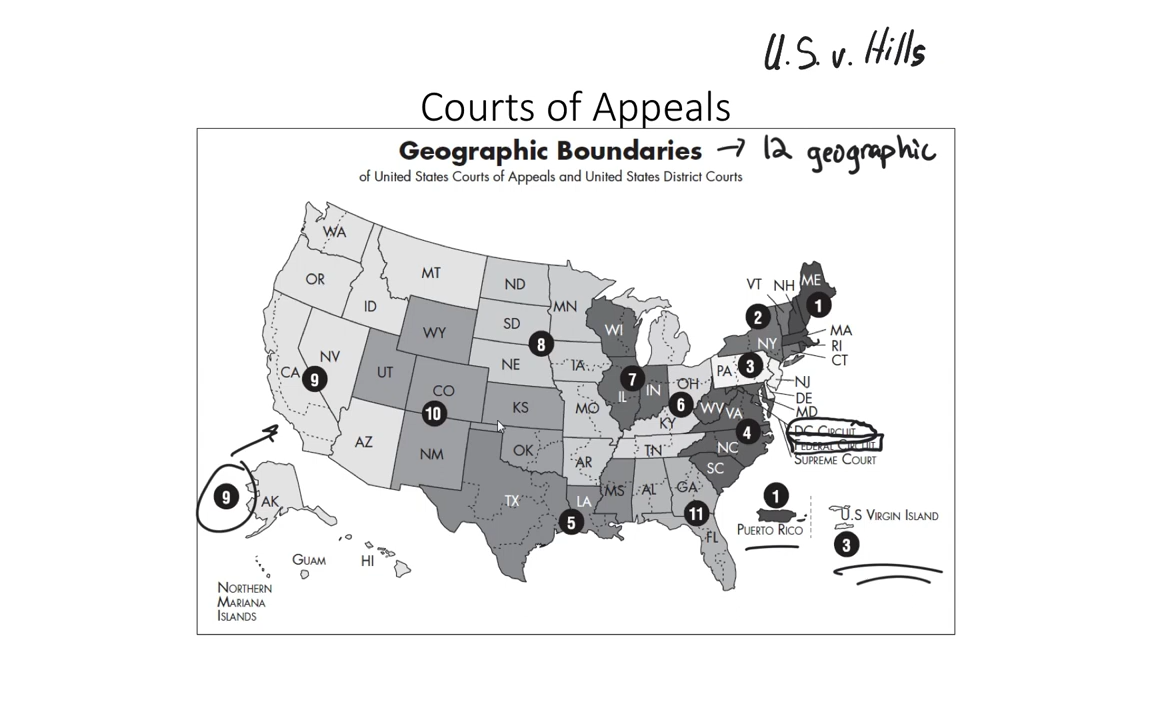 U.S. v. Hills
Courts of Appeals
Geographic Boundaries → 12 geographic
of United States Courts of Appeals and United States District Courts
WA
OR
ID
MT
ND
MN
SD
WY
8
WI
VT
NH
ME
1
2
NY
MA
RI
CT
NV
CA
9
UT
CO
10
NE
IA
7
IL
IN
OH
6
PA
3
NJ
DE
MD
KS
MO
KY
WV
VA
4
DC CIRCUIT
FEDERAL CIRCUIT
SUPREME COURT
AZ
NM
OK
AR
TN
NC
SC
9
AK
TX
LA
5
MS
AL
GA
11
FL
1
PUERTO RICO
U.S VIRGIN ISLAND
3
GUAM
HI
NORTHERN
MARIANA
ISLANDS